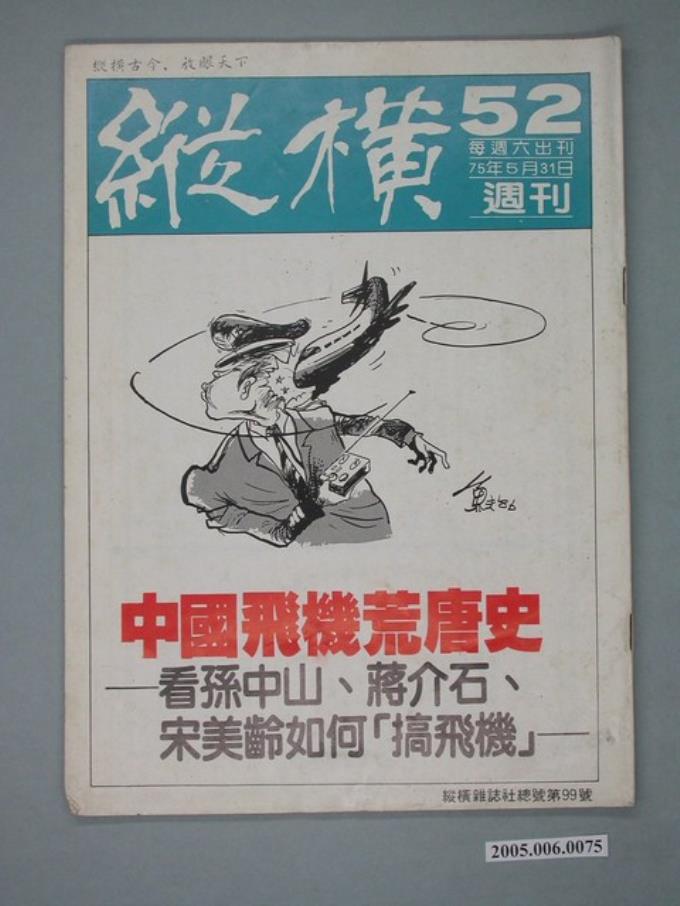 縱橫古今，放眼天下
縱橫
52
每週六出刊
75年5月31日
週刊
魚夫'86
中國飛機荒唐史
—看孫中山、蔣介石、
宋美齡如何「搞飛機」—
縱橫雜誌社總號第99號
2005.006.0075